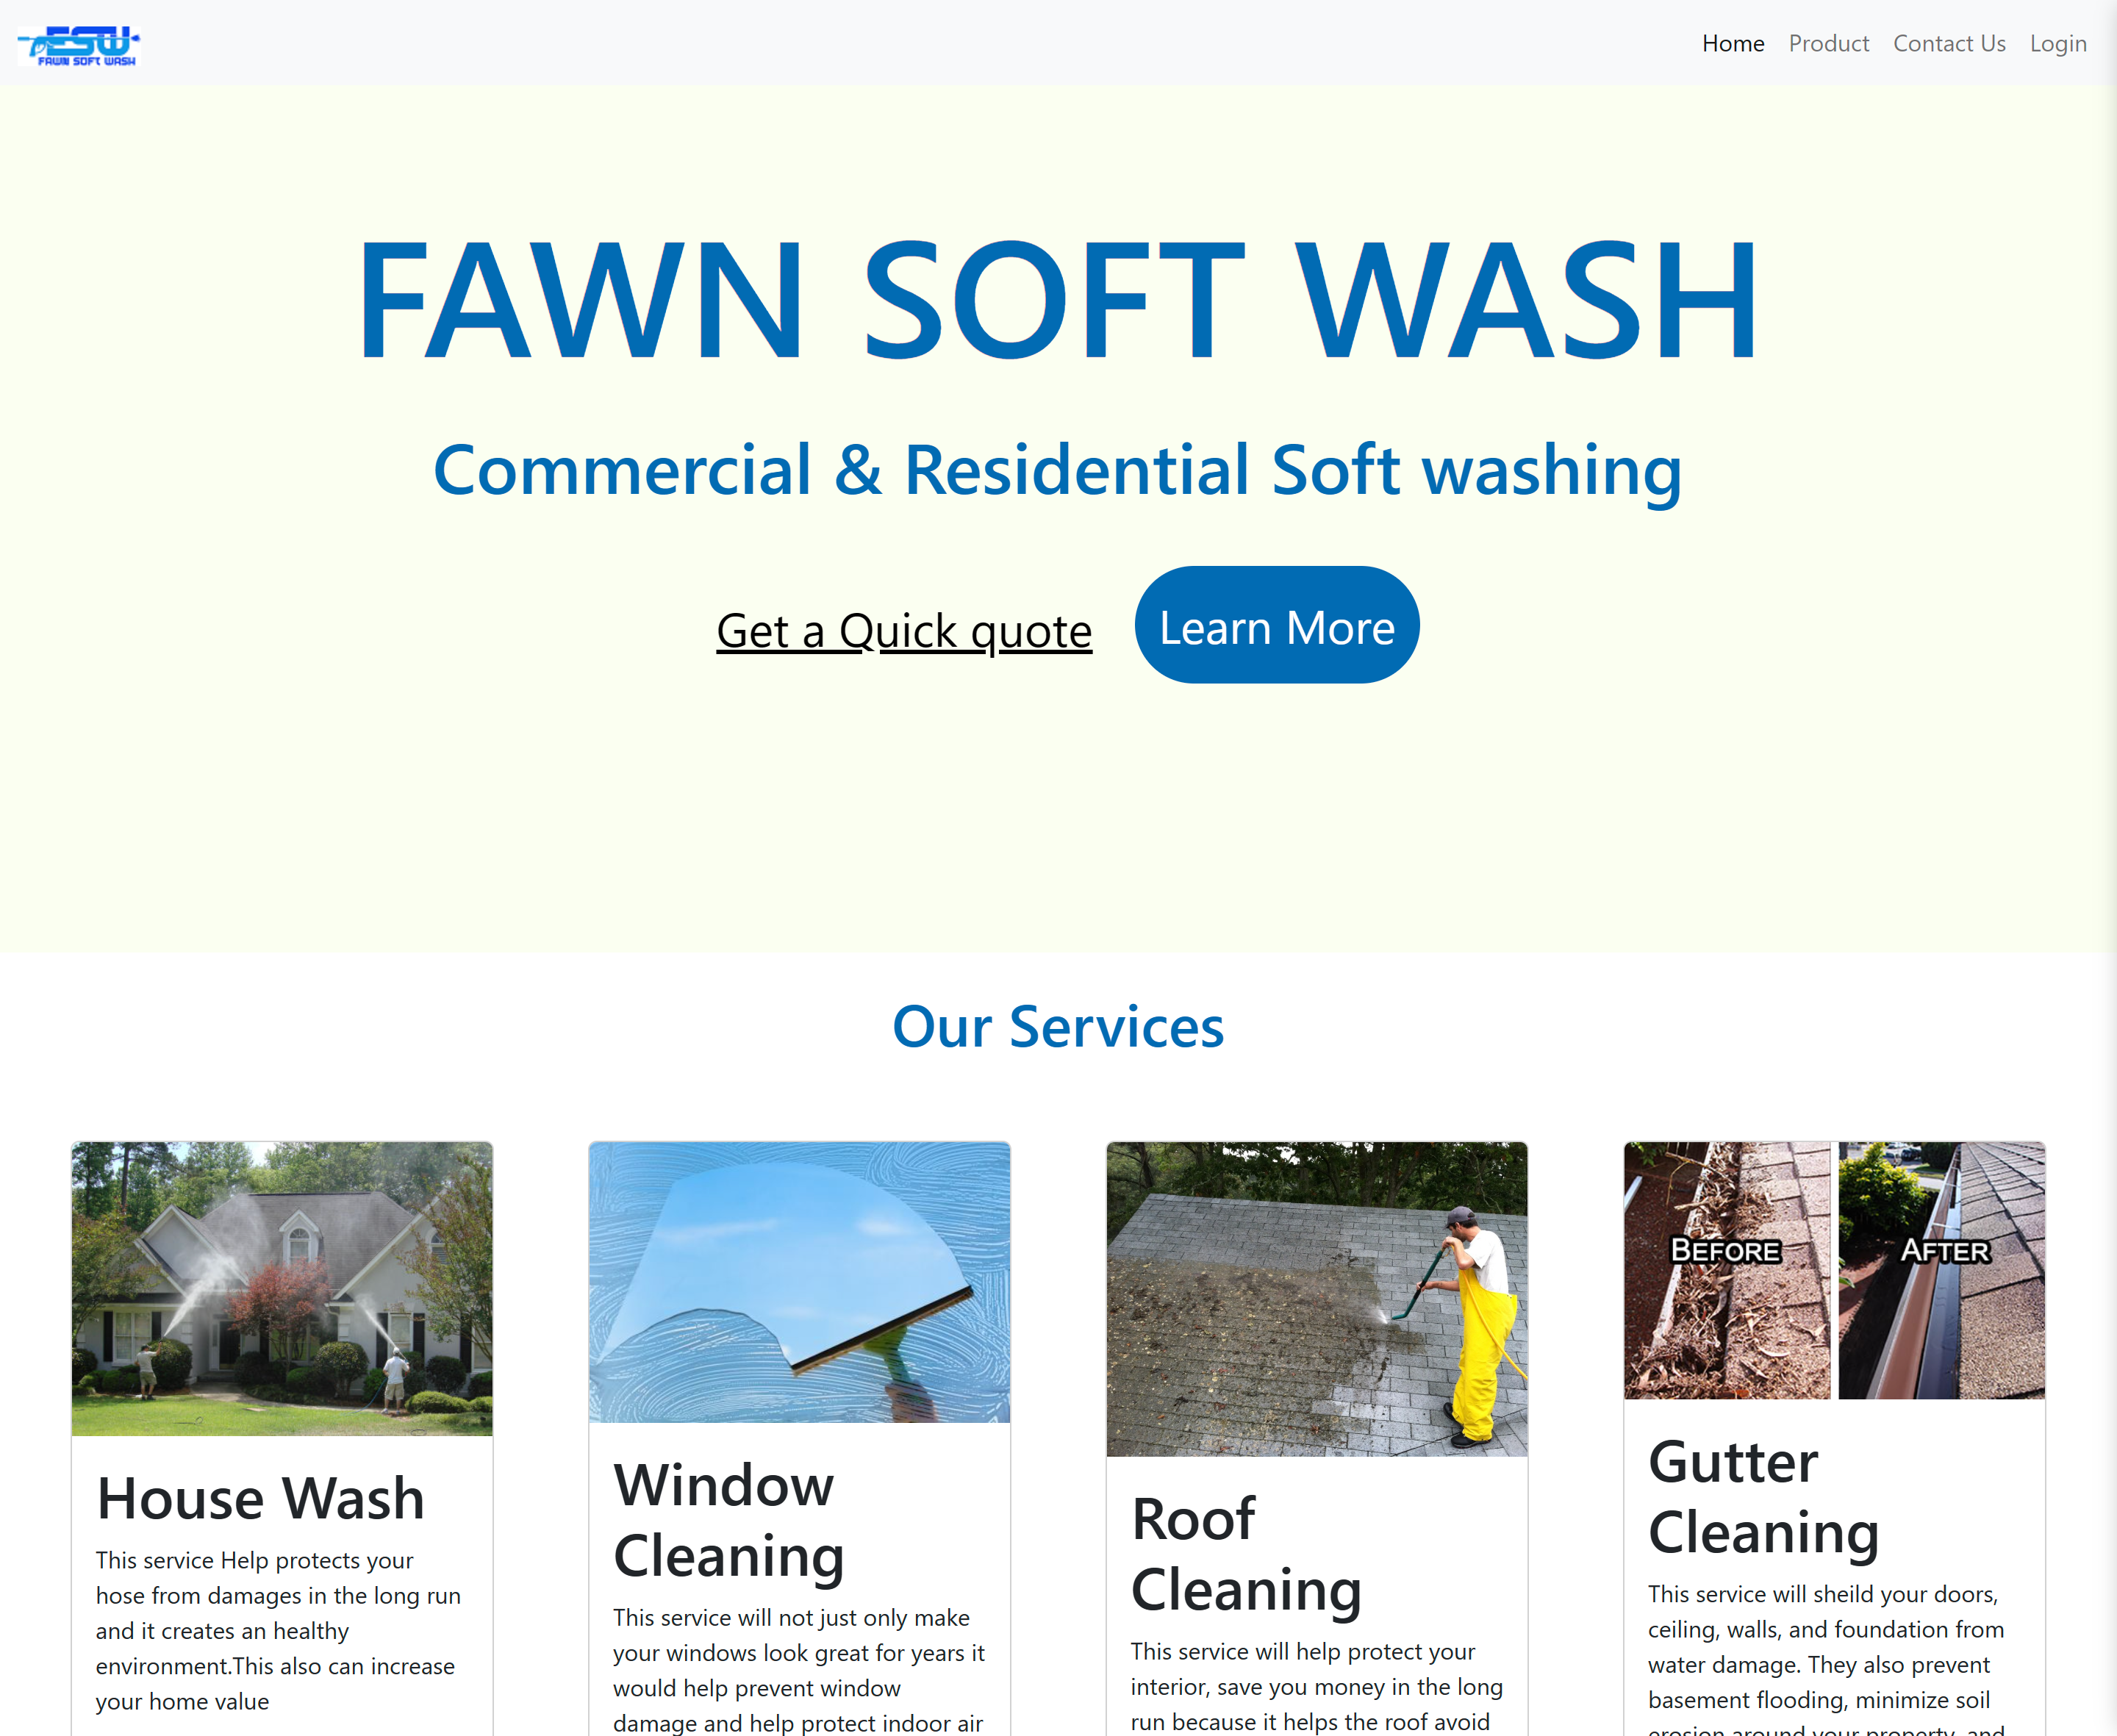 FSW
FAWN SOFT WASH
Home Product Contact Us Login
FAWN SOFT WASH
Commercial & Residential Soft washing
Get a Quick quote Learn More
Our Services
BEFORE AFTER
House Wash
This service Help protects your
hose from damages in the long run
and it creates an healthy
environment.This also can increase
your home value
Window
Cleaning
This service will not just only make
your windows look great for years it
would help prevent window
damage and help protect indoor air
Roof
Cleaning
This service will help protect your
interior, save you money in the long
run because it helps the roof avoid
Gutter
Cleaning
This service will sheild your doors,
ceiling, walls, and foundation from
water damage. They also prevent
basement flooding, minimize soil
erosion around your property, and